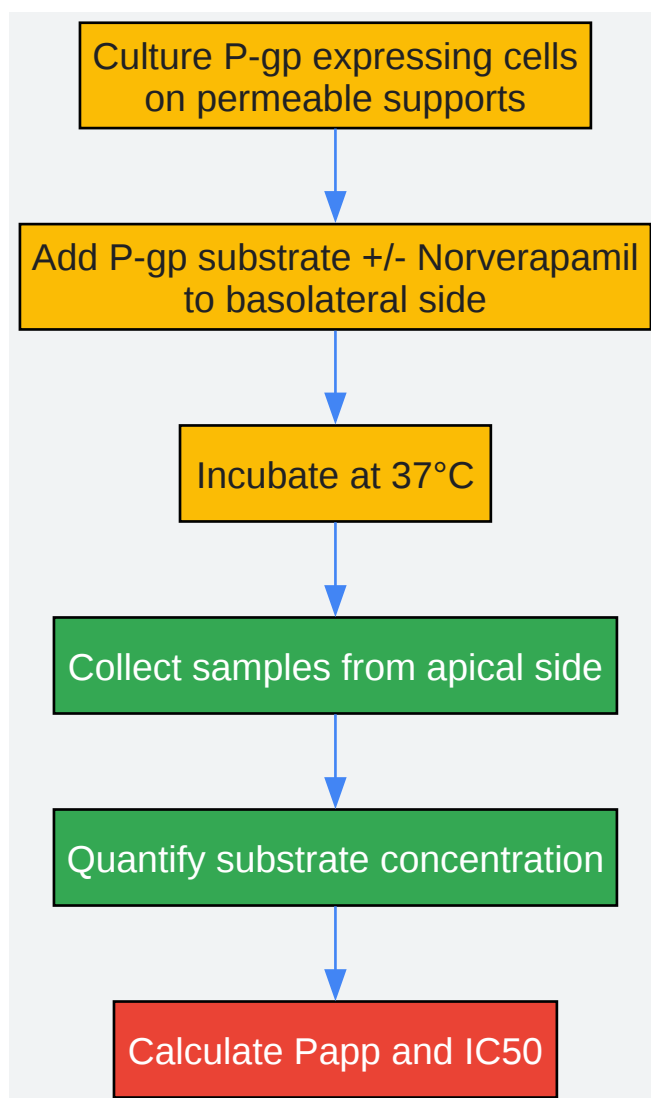 Culture P-gp expressing cells
on permeable supports
Add P-gp substrate +/- Norverapamil
to basolateral side
Incubate at 37°C
Collect samples from apical side
Quantify substrate concentration
Calculate Papp and IC50